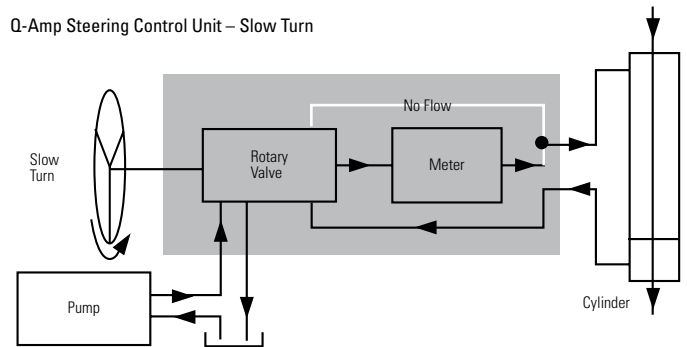 Q-Amp Steering Control Unit – Slow Turn
No Flow
Slow
Turn
Rotary
Valve
Meter
Pump
Cylinder